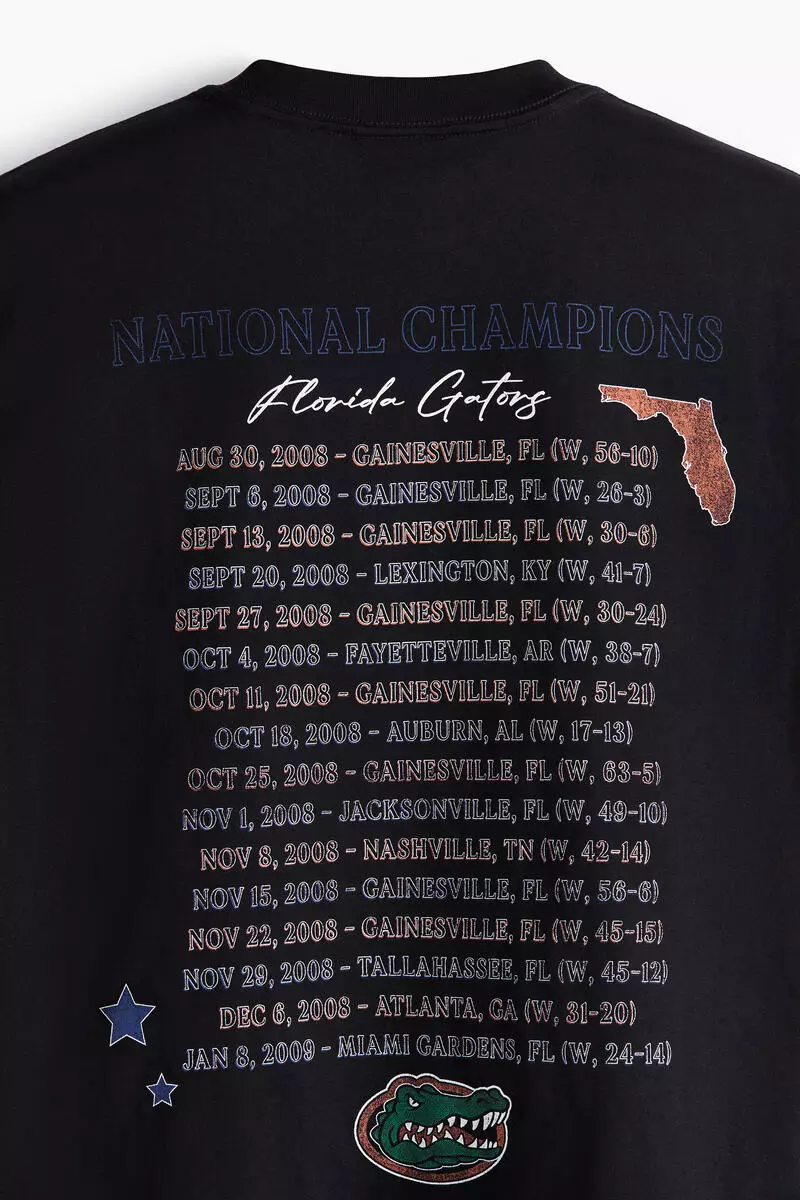 NATIONAL CHAMPIONS
Florida Gators
AUG 30, 2008 - GAINESVILLE, FL (W, 56-10)
SEPT 6, 2008 - GAINESVILLE, FL (W, 26-3)
SEPT 13, 2008 - GAINESVILLE, FL (W, 30-6)
SEPT 20, 2008 - LEXINGTON, KY (W, 41-7)
SEPT 27, 2008 - GAINESVILLE, FL (W, 30-24)
OCT 4, 2008 - FAYETTEVILLE, AR (W, 38-7)
OCT 11, 2008 - GAINESVILLE, FL (W, 51-21)
OCT 18, 2008 - AUBURN, AL (W, 17-13)
OCT 25, 2008 - GAINESVILLE, FL (W, 63-5)
NOV 1, 2008 - JACKSONVILLE, FL (W, 49-10)
NOV 8, 2008 - NASHVILLE, TN (W, 42-14)
NOV 15, 2008 - GAINESVILLE, FL (W, 56-6)
NOV 22, 2008 - GAINESVILLE, FL (W, 45-15)
NOV 29, 2008 - TALLAHASSEE, FL (W, 45-12)
DEC 6, 2008 - ATLANTA, GA (W, 31-20)
JAN 8, 2009 - MIAMI GARDENS, FL (W, 24-14)